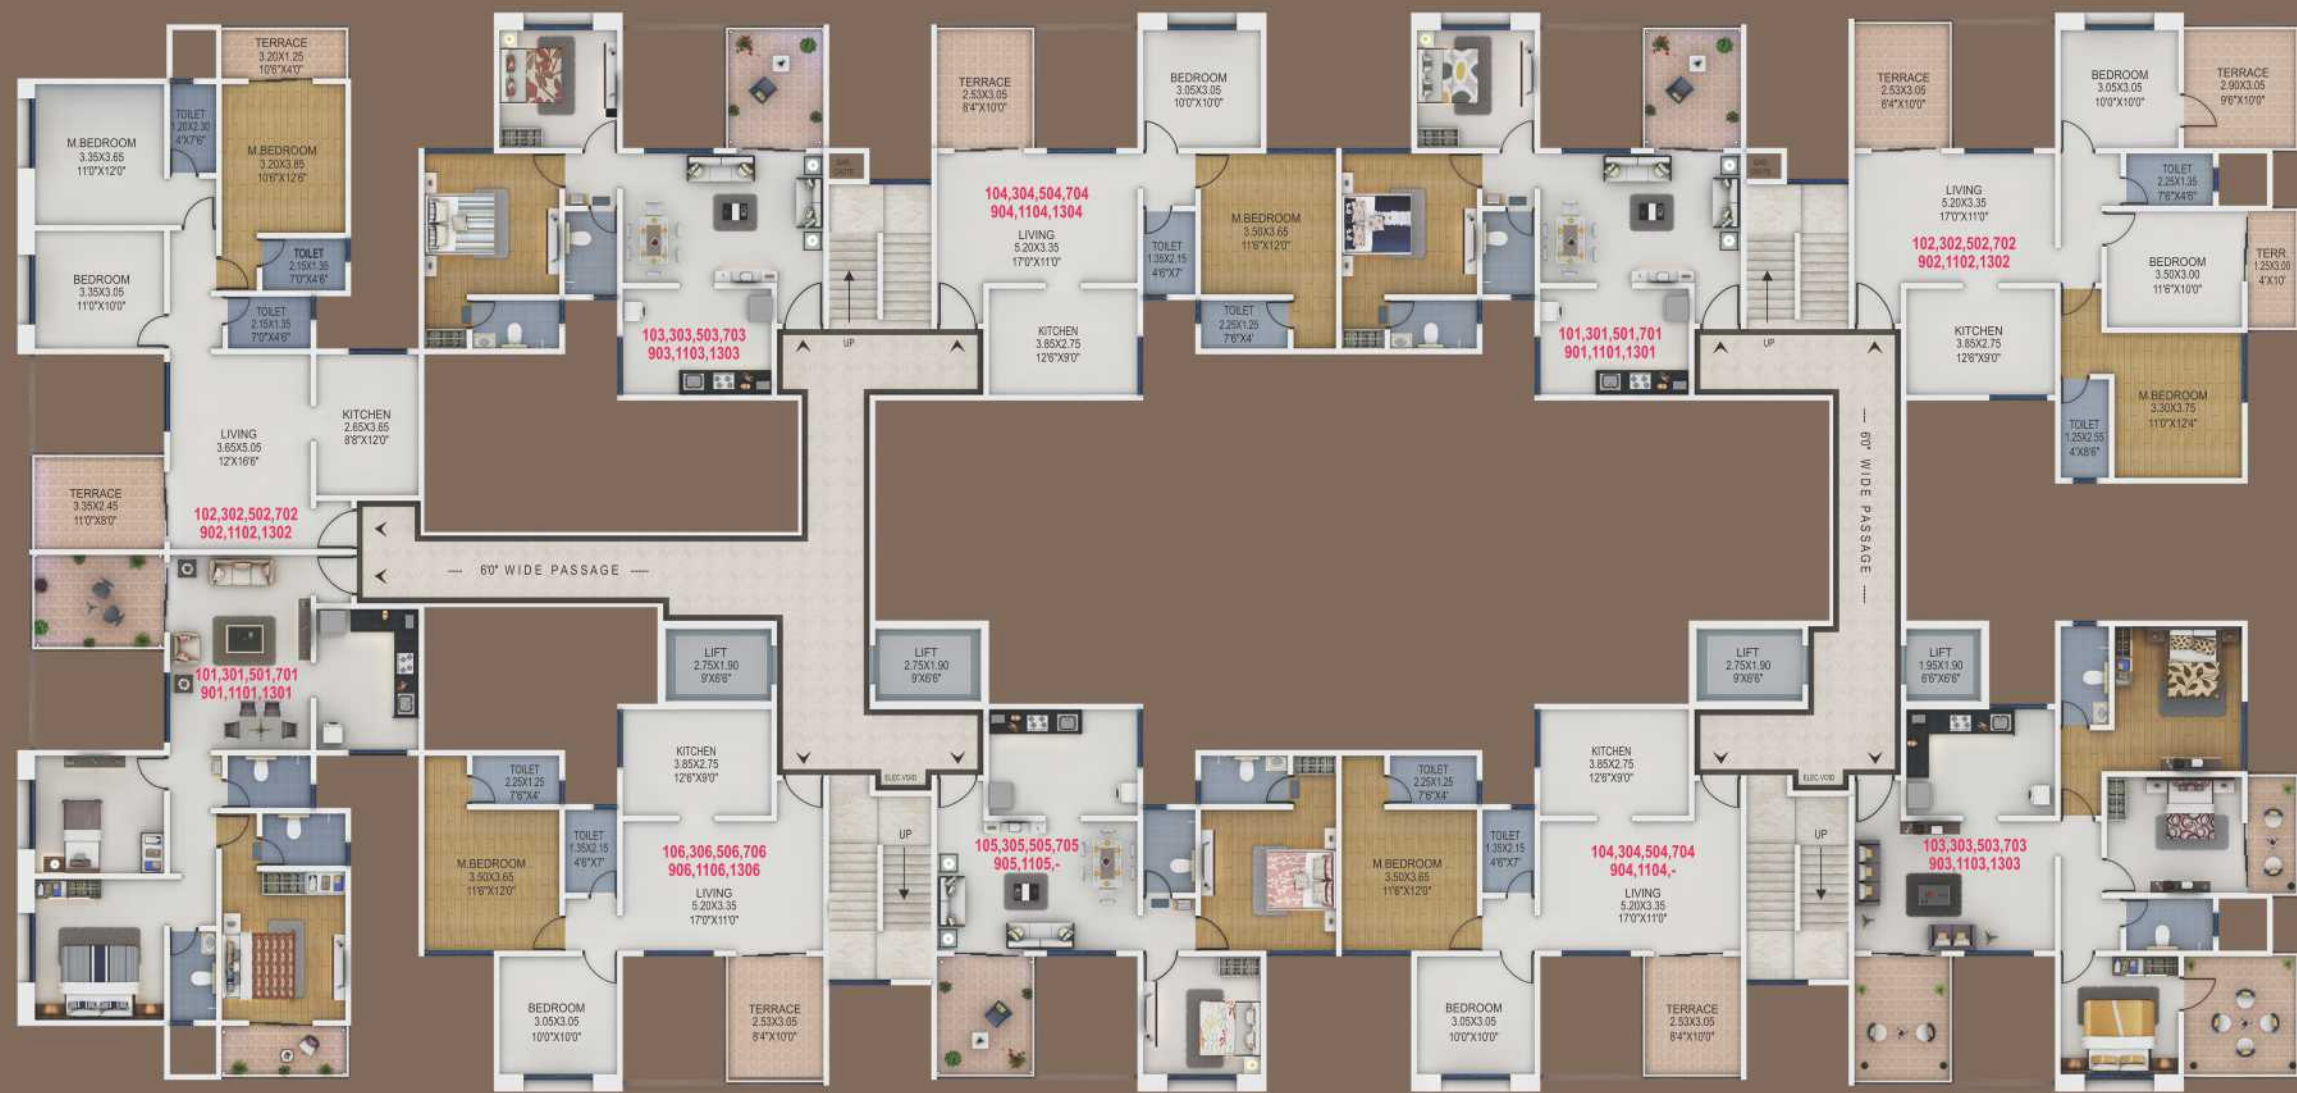 TERRACE
3.20X1.25
10'6"X4'0"
M.BEDROOM
3.35X3.65
11'0"X12'0"
TOILET
1.20X2.30
4'X7'6"
M.BEDROOM
3.20X3.85
10'6"X12'6"
BEDROOM
3.35X3.05
11'0"X10'0"
TOILET
2.15X1.35
7'0"X4'6"
TOILET
2.15X1.35
7'0"X4'6"
LIVING
3.65X5.05
12'X16'6"
KITCHEN
2.65X3.65
8'8"X12'0"
TERRACE
3.35X2.45
11'0"X8'0"
102,302,502,702
902,1102,1302
103,303,503,703
903,1103,1303
UP
TERRACE
2.53X3.05
8'4"X10'0"
BEDROOM
3.05X3.05
10'0"X10'0"
104,304,504,704
904,1104,1304
LIVING
5.20X3.35
17'0"X11'0"
TOILET
1.35X2.15
4'6"X7'
M.BEDROOM
3.50X3.65
11'6"X12'0"
KITCHEN
3.85X2.75
12'6"X9'0"
TOILET
2.25X1.25
7'6"X4'
101,301,501,701
901,1101,1301
UP
TERRACE
2.53X3.05
8'4"X10'0"
BEDROOM
3.05X3.05
10'0"X10'0"
TERRACE
2.90X3.05
9'6"X10'0"
LIVING
5.20X3.35
17'0"X11'0"
TOILET
2.25X1.35
7'6"X4'6"
102,302,502,702
902,1102,1302
BEDROOM
3.50X3.00
11'6"X10'0"
TERR.
1.25X3.00
4'X10'
KITCHEN
3.85X2.75
12'6"X9'0"
M.BEDROOM
3.30X3.75
11'0"X12'4"
TOILET
1.25X2.55
4'X8'6"
6'0" WIDE PASSAGE
6'0" WIDE PASSAGE
101,301,501,701
901,1101,1301
LIFT
2.75X1.90
9'X6'6"
LIFT
2.75X1.90
9'X6'6"
LIFT
2.75X1.90
9'X6'6"
LIFT
1.95X1.90
6'6"X6'6"
KITCHEN
3.85X2.75
12'6"X9'0"
TOILET
2.25X1.25
7'6"X4'
M.BEDROOM
3.50X3.65
11'6"X12'0"
TOILET
1.35X2.15
4'6"X7'
106,306,506,706
906,1106,1306
LIVING
5.20X3.35
17'0"X11'0"
BEDROOM
3.05X3.05
10'0"X10'0"
TERRACE
2.53X3.05
8'4"X10'0"
ELEC.VOID
UP
105,305,505,705
905,1105,-
TOILET
2.25X1.25
7'6"X4'
M.BEDROOM
3.50X3.65
11'6"X12'0"
TOILET
1.35X2.15
4'6"X7'
KITCHEN
3.85X2.75
12'6"X9'0"
104,304,504,704
904,1104,-
LIVING
5.20X3.35
17'0"X11'0"
BEDROOM
3.05X3.05
10'0"X10'0"
TERRACE
2.53X3.05
8'4"X10'0"
ELEC.VOID
UP
103,303,503,703
903,1103,1303